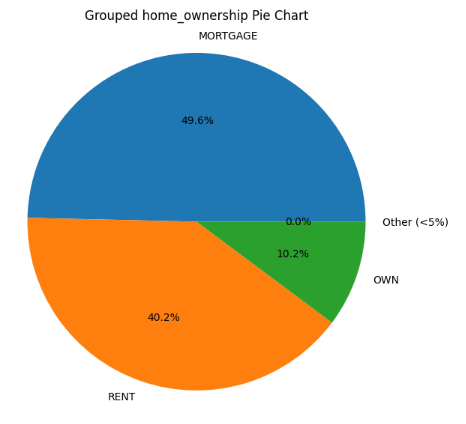 Grouped home_ownership Pie Chart
MORTGAGE
49.6%
0.0%
Other (<5%)
10.2%
OWN
40.2%
RENT